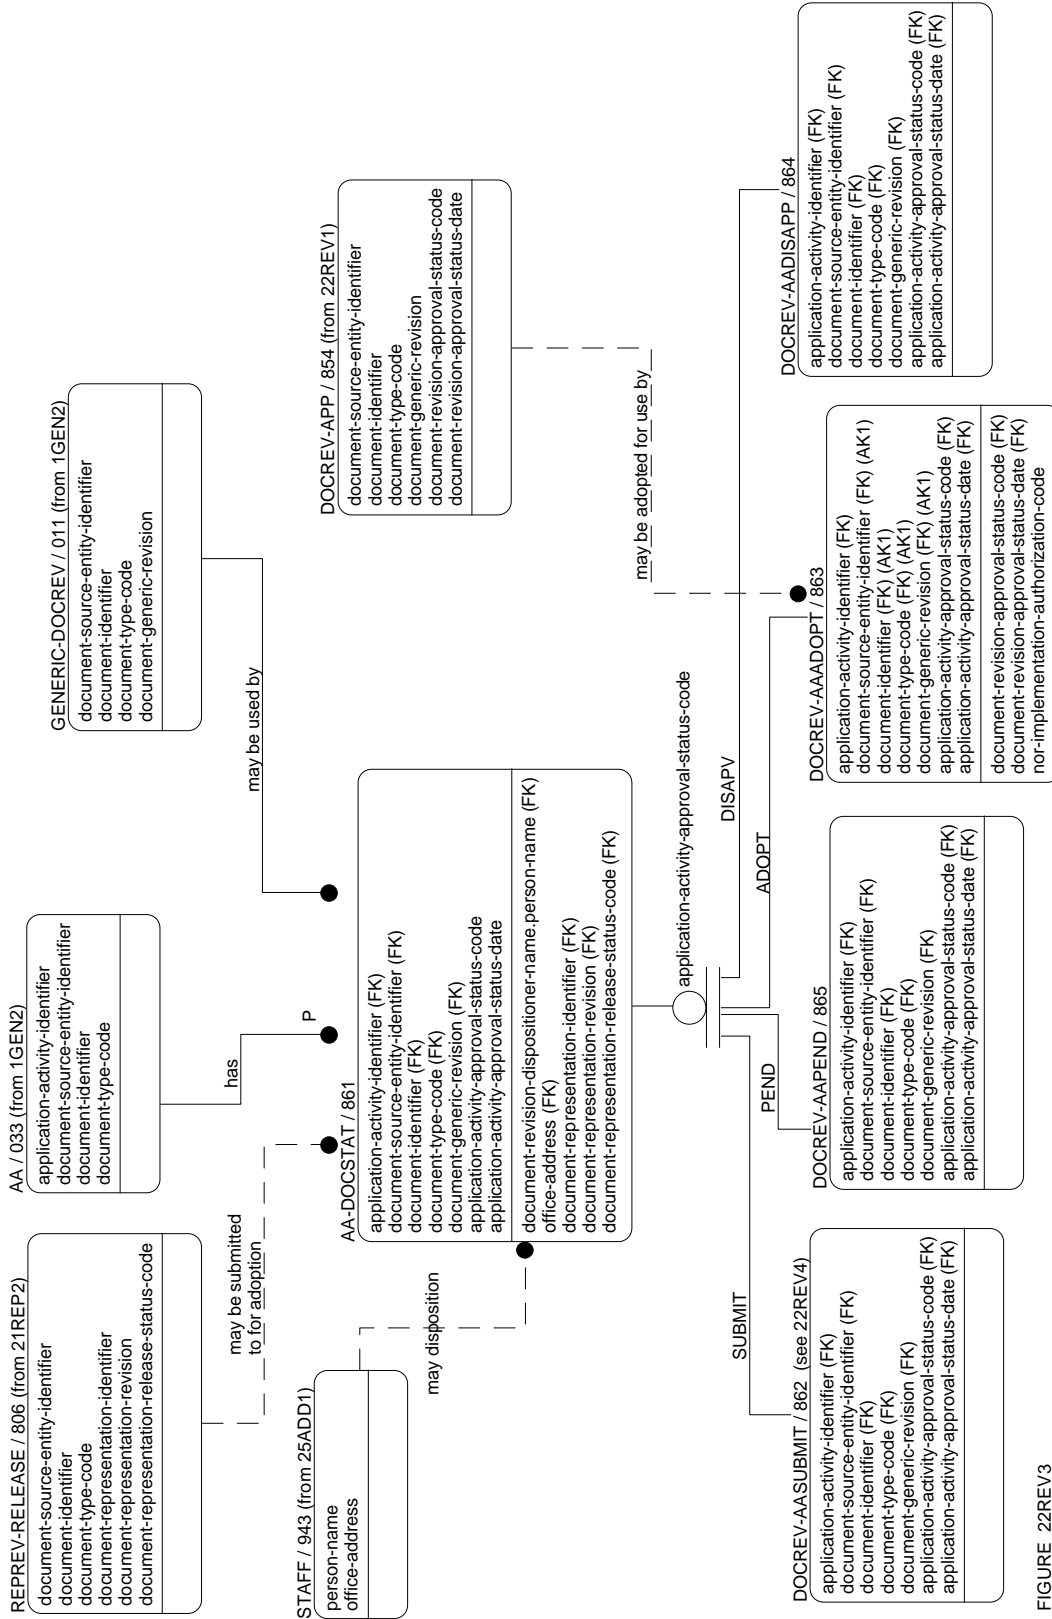 REPREV-RELEASE / 806 (from 21REP2)
document-source-entity-identifier
document-identifier
document-type-code
document-representation-identifier
document-representation-revision
document-representation-release-status-code
AA / 033 (from 1GEN2)
application-activity-identifier
document-source-entity-identifier
document-identifier
document-type-code
GENERIC-DOCREV / 011 (from 1GEN2)
document-source-entity-identifier
document-identifier
document-type-code
document-generic-revision
may be submitted
to for adoption
has
P
may be used by
STAFF / 943 (from 25ADD1)
person-name
office-address
may disposition
AA-DOCSTAT / 861
application-activity-identifier (FK)
document-source-entity-identifier (FK)
document-identifier (FK)
document-type-code (FK)
document-generic-revision (FK)
application-activity-approval-status-code
application-activity-approval-status-date
document-revision-dispositioner-name.person-name (FK)
office-address (FK)
document-representation-identifier (FK)
document-representation-revision (FK)
document-representation-release-status-code (FK)
DOCREV-APP / 854 (from 22REV1)
document-source-entity-identifier
document-identifier
document-type-code
document-generic-revision
document-revision-approval-status-code
document-revision-approval-status-date
may be adopted for use by
application-activity-approval-status-code
SUBMIT
PEND
ADOPT
DISAPV
DOCREV-AASUBMIT / 862 (see 22REV4)
application-activity-identifier (FK)
document-source-entity-identifier (FK)
document-identifier (FK)
document-type-code (FK)
document-generic-revision (FK)
application-activity-approval-status-code (FK)
application-activity-approval-status-date (FK)
DOCREV-AAPEND / 865
application-activity-identifier (FK)
document-source-entity-identifier (FK)
document-identifier (FK)
document-type-code (FK)
document-generic-revision (FK)
application-activity-approval-status-code (FK)
application-activity-approval-status-date (FK)
DOCREV-AAADOPT / 863
application-activity-identifier (FK)
document-source-entity-identifier (FK) (AK1)
document-identifier (FK) (AK1)
document-type-code (FK) (AK1)
document-generic-revision (FK) (AK1)
application-activity-approval-status-code (FK)
application-activity-approval-status-date (FK)
document-revision-approval-status-code (FK)
document-revision-approval-status-date (FK)
nor-implementation-authorization-code
DOCREV-AADISAPP / 864
application-activity-identifier (FK)
document-source-entity-identifier (FK)
document-identifier (FK)
document-type-code (FK)
document-generic-revision (FK)
application-activity-approval-status-code (FK)
application-activity-approval-status-date (FK)
FIGURE 22REV3